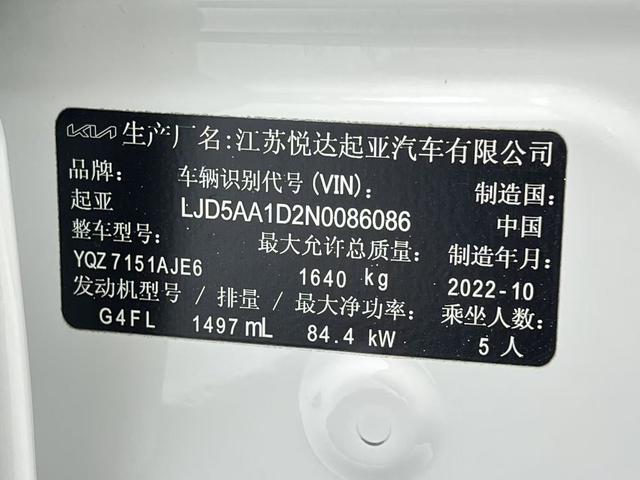 KIA 生产厂名:江苏悦达起亚汽车有限公司
品牌: 车辆识别代号(VIN): 制造国:
起亚 LJD5AA1D2N0086086 中国
整车型号: 最大允许总质量: 制造年月:
YQZ7151AJE6 1640 kg 2022-10
发动机型号 / 排量 / 最大净功率: 乘坐人数:
G4FL 1497 mL 84.4 kW 5 人